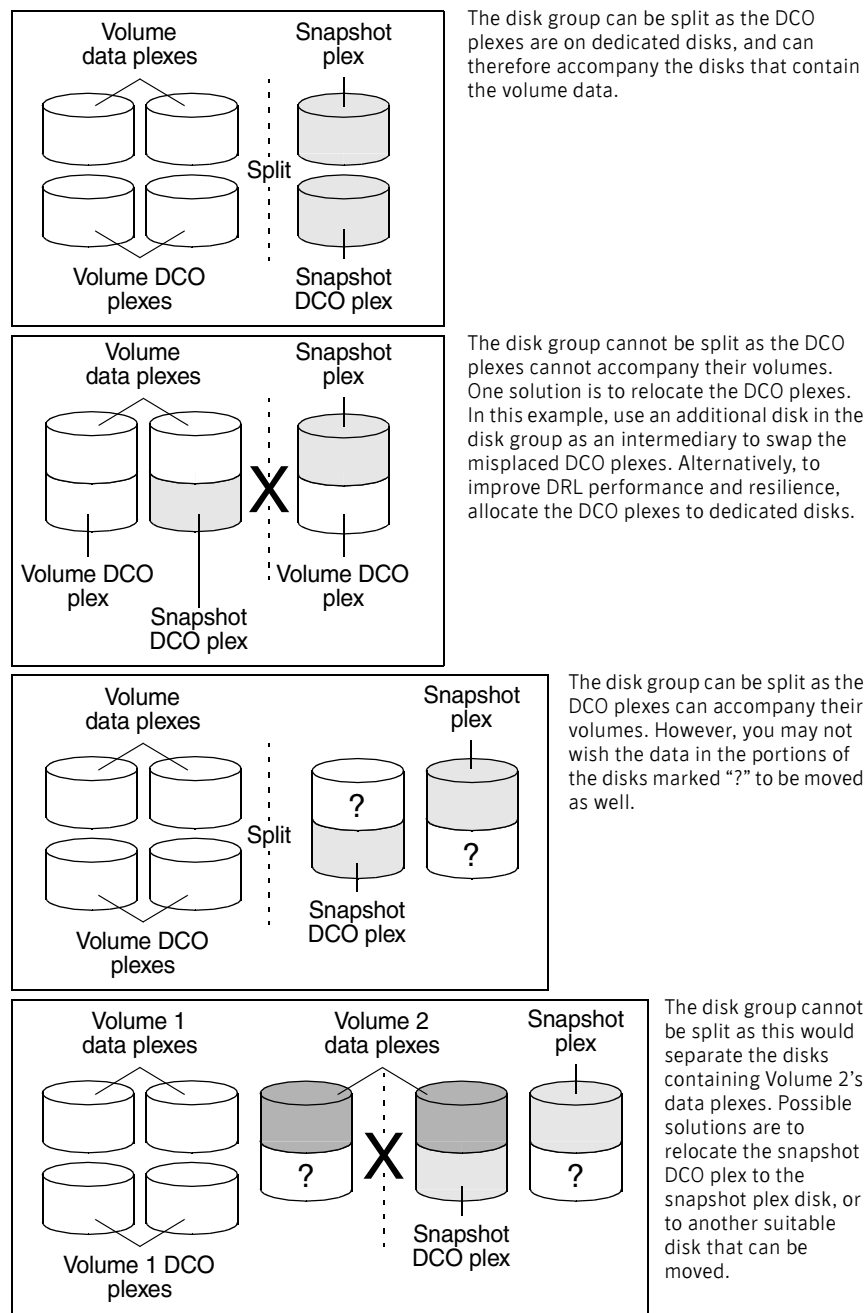 Volume
data plexes
Snapshot
plex
Split
Volume DCO
plexes
Snapshot
DCO plex
The disk group can be split as the DCO
plexes are on dedicated disks, and can
therefore accompany the disks that contain
the volume data.
Volume
data plexes
Snapshot
plex
X
Volume DCO
plex
Snapshot
DCO plex
Volume DCO
plex
The disk group cannot be split as the DCO
plexes cannot accompany their volumes.
One solution is to relocate the DCO plexes.
In this example, use an additional disk in the
disk group as an intermediary to swap the
misplaced DCO plexes. Alternatively, to
improve DRL performance and resilience,
allocate the DCO plexes to dedicated disks.
Volume
data plexes
Snapshot
plex
?
Split
?
Snapshot
DCO plex
Volume DCO
plexes
The disk group can be split as the
DCO plexes can accompany their
volumes. However, you may not
wish the data in the portions of
the disks marked “?” to be moved
as well.
Volume 1
data plexes
Volume 2
data plexes
Snapshot
plex
?
X
?
Snapshot
DCO plex
Volume 1 DCO
plexes
The disk group cannot
be split as this would
separate the disks
containing Volume 2’s
data plexes. Possible
solutions are to
relocate the snapshot
DCO plex to the
snapshot plex disk, or
to another suitable
disk that can be
moved.